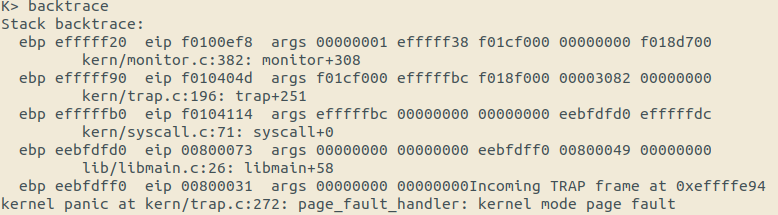 K> backtrace
Stack backtrace:
  ebp efffff20  eip f0100ef8  args 00000001 efffff38 f01cf000 00000000 f018d700
         kern/monitor.c:382: monitor+308
  ebp efffff90  eip f010404d  args f01cf000 efffffbc f018f000 00003082 00000000
         kern/trap.c:196: trap+251
  ebp efffffb0  eip f0104114  args efffffbc 00000000 00000000 eebfdfd0 efffffdc
         kern/syscall.c:71: syscall+0
  ebp eebfdfd0  eip 00800073  args 00000000 00000000 eebfdff0 00800049 00000000
         lib/libmain.c:26: libmain+58
  ebp eebfdff0  eip 00800031  args 00000000 00000000Incoming TRAP frame at 0xeffffe94
kernel panic at kern/trap.c:272: page_fault_handler: kernel mode page fault